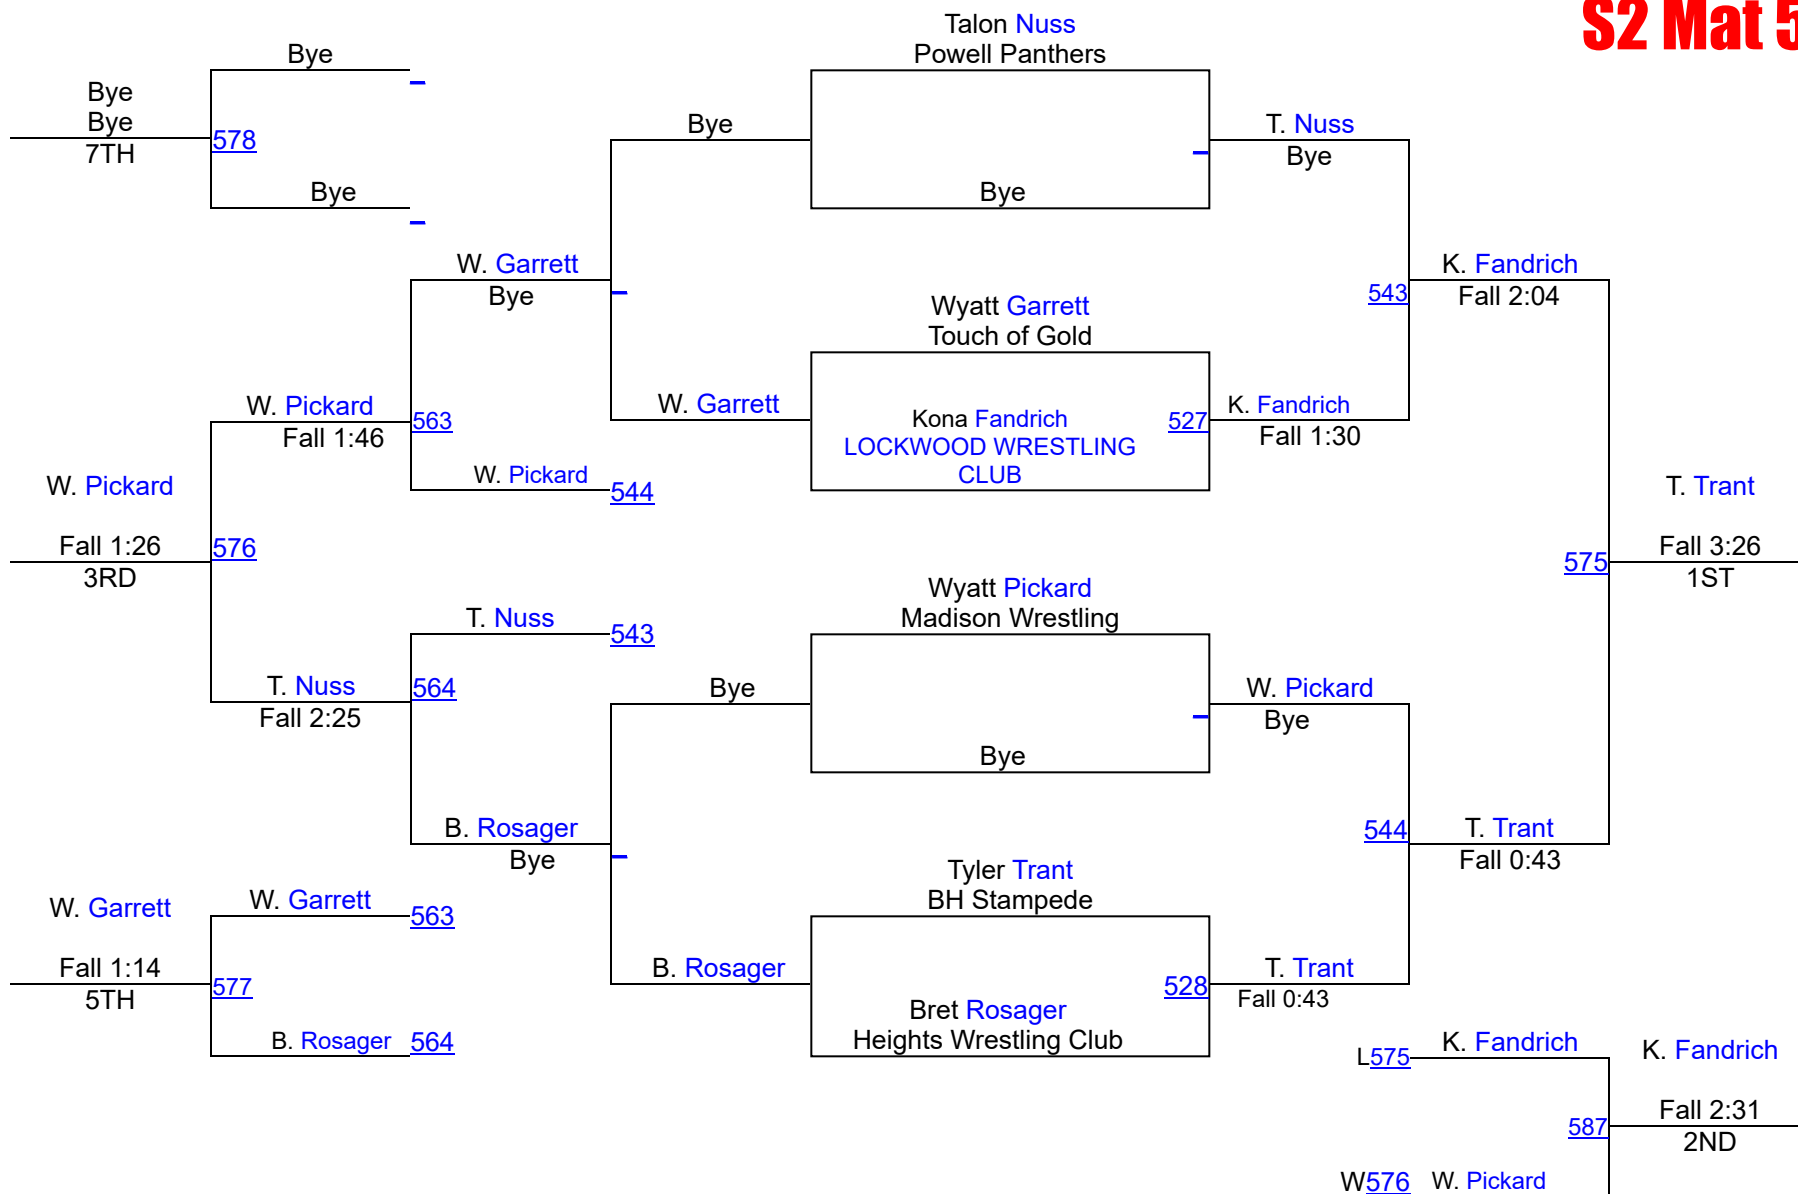 S2 Mat 5
Talon Nuss
Powell Panthers
Bye
Bye
Bye
7TH
578
Bye
Bye
T. Nuss
Bye
Bye
W. Garrett
Bye
K. Fandrich
Fall 2:04
543
Wyatt Garrett
Touch of Gold
W. Garrett
Kona Fandrich
LOCKWOOD WRESTLING
CLUB
527
K. Fandrich
Fall 1:30
W. Pickard
Fall 1:46
563
W. Pickard
544
W. Pickard
Fall 1:26
3RD
576
T. Trant
Fall 3:26
1ST
575
Wyatt Pickard
Madison Wrestling
T. Nuss
543
T. Nuss
Fall 2:25
564
Bye
Bye
W. Pickard
Bye
B. Rosager
Bye
544
T. Trant
Fall 0:43
Tyler Trant
BH Stampede
W. Garrett
Fall 1:14
5TH
W. Garrett
563
577
B. Rosager
564
B. Rosager
Bret Rosager
Heights Wrestling Club
528
T. Trant
Fall 0:43
L575
K. Fandrich
K. Fandrich
Fall 2:31
2ND
587
W576
W. Pickard